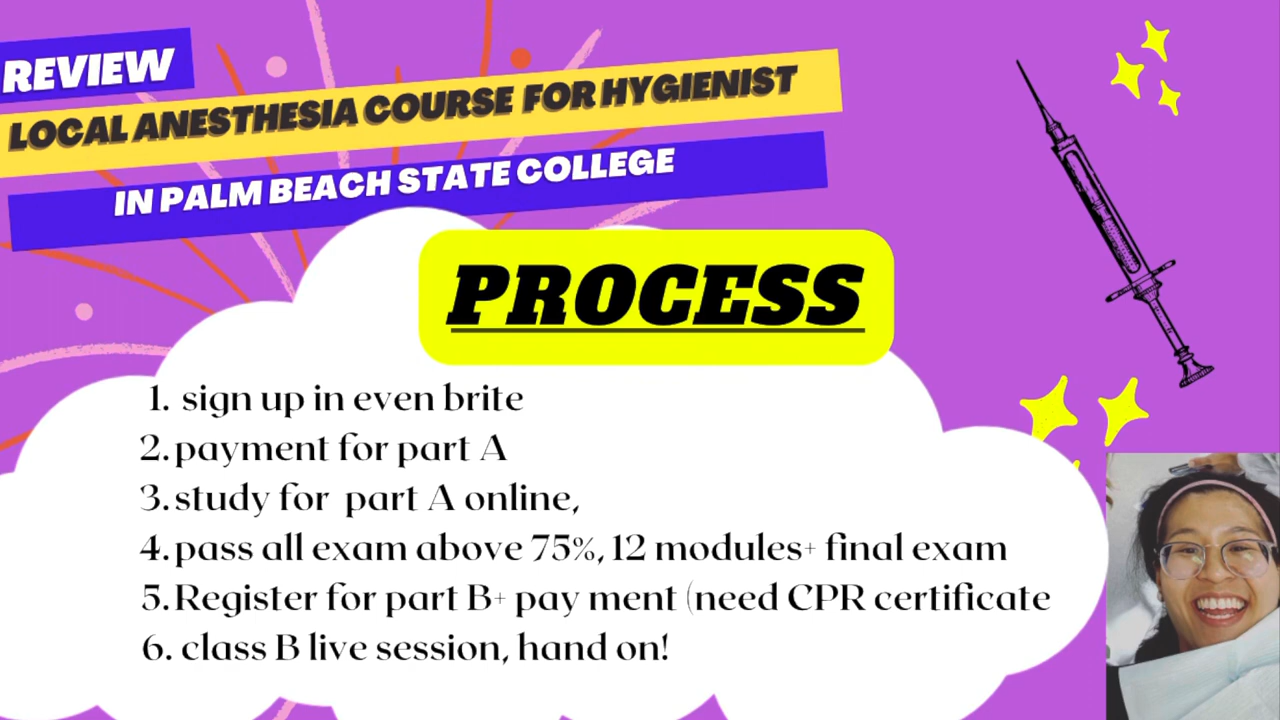 REVIEW
LOCAL ANESTHESIA COURSE FOR HYGIENIST
IN PALM BEACH STATE COLLEGE
PROCESS
1. sign up in even brite
2. payment for part A
3. study for part A online,
4. pass all exam above 75%, 12 modules+ final exam
5. Register for part B+ pay ment (need CPR certificate
6. class B live session, hand on!